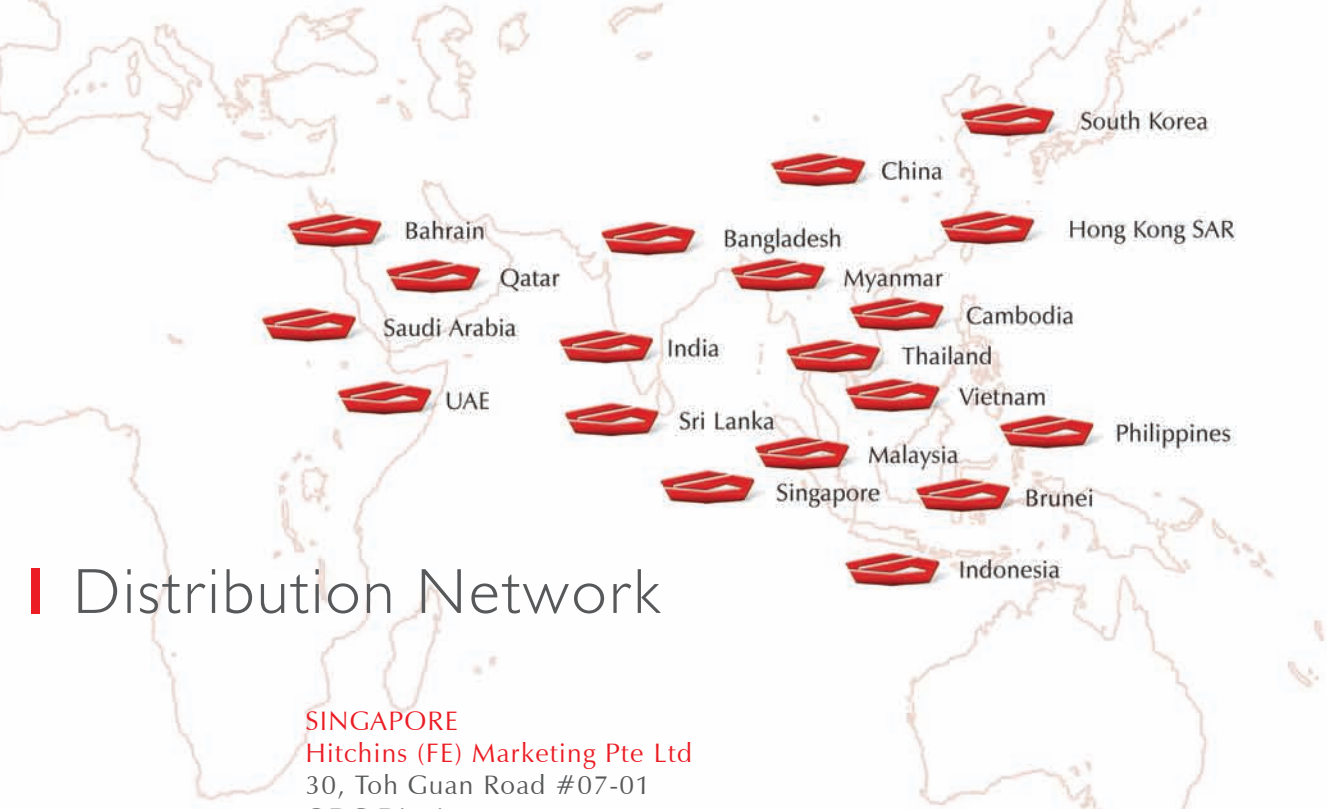 South Korea
China
Bahrain
Bangladesh
Hong Kong SAR
Qatar
Myanmar
Saudi Arabia
Cambodia
India
Thailand
UAE
Vietnam
Sri Lanka
Philippines
Malaysia
Singapore
Brunei
Indonesia
Distribution Network
SINGAPORE
Hitchins (FE) Marketing Pte Ltd
30, Toh Guan Road #07-01